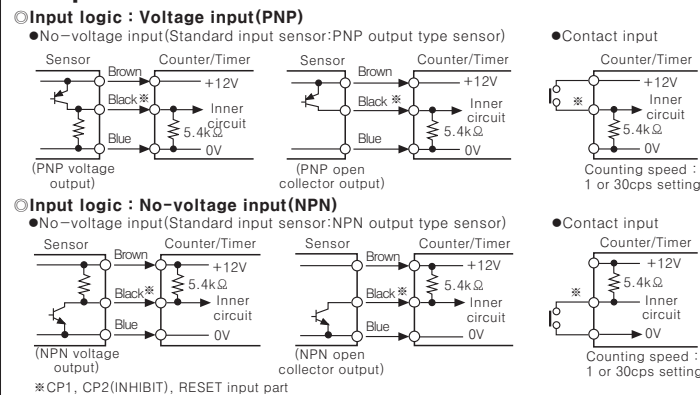 ◎Input logic : Voltage input(PNP)
●No-voltage input(Standard input sensor:PNP output type sensor)
●Contact input
Sensor
Counter/Timer
Brown
+12V
Black※
Inner
circuit
5.4kΩ
Blue
0V
(PNP voltage
output)
Sensor
Counter/Timer
Brown
+12V
Black※
Inner
circuit
5.4kΩ
Blue
0V
(PNP open
collector output)
Counter/Timer
+12V
※
Inner
circuit
5.4kΩ
0V
Counting speed :
1 or 30cps setting
◎Input logic : No-voltage input(NPN)
●No-voltage input(Standard input sensor:NPN output type sensor)
●Contact input
Sensor
Counter/Timer
Brown
+12V
5.4kΩ
Black※
Inner
circuit
Blue
0V
(NPN voltage
output)
Sensor
Counter/Timer
Brown
+12V
5.4kΩ
Black※
Inner
circuit
Blue
0V
(NPN open
collector output)
Counter/Timer
+12V
5.4kΩ
※
Inner
circuit
0V
Counting speed :
1 or 30cps setting
※CP1, CP2(INHIBIT), RESET input part